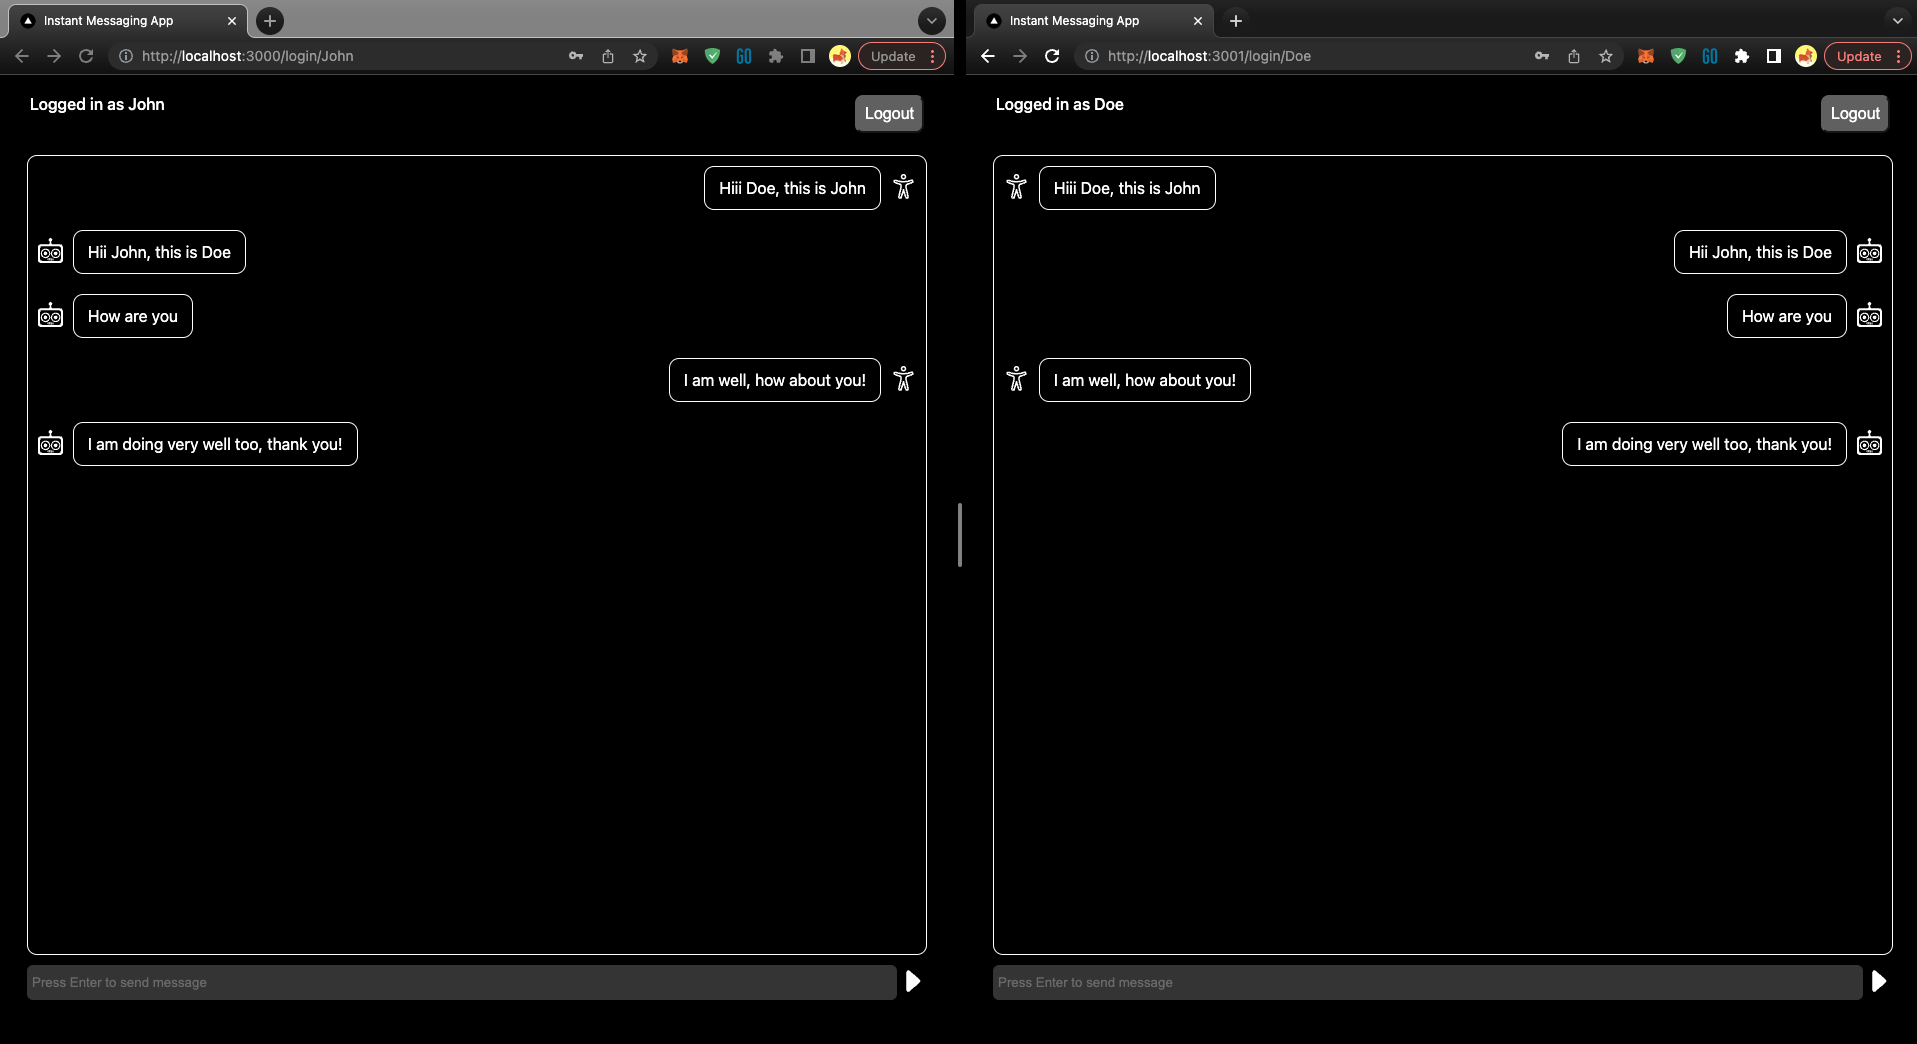 Instant Messaging App
http://localhost:3000/login/John
GO
Update
Logged in as John
Logout
Hiii Doe, this is John
Hii John, this is Doe
How are you
I am well, how about you!
I am doing very well too, thank you!
Press Enter to send message
Instant Messaging App
http://localhost:3001/login/Doe
GO
Update
Logged in as Doe
Logout
Hiii Doe, this is John
Hii John, this is Doe
How are you
I am well, how about you!
I am doing very well too, thank you!
Press Enter to send message